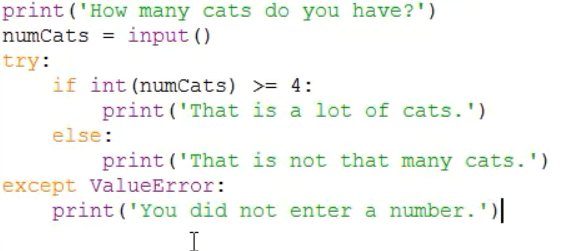 print('How many cats do you have?')
numCats = input()
try:
    if int(numCats) >= 4:
        print('That is a lot of cats.')
    else:
        print('That is not that many cats.')
except ValueError:
    print('You did not enter a number.')